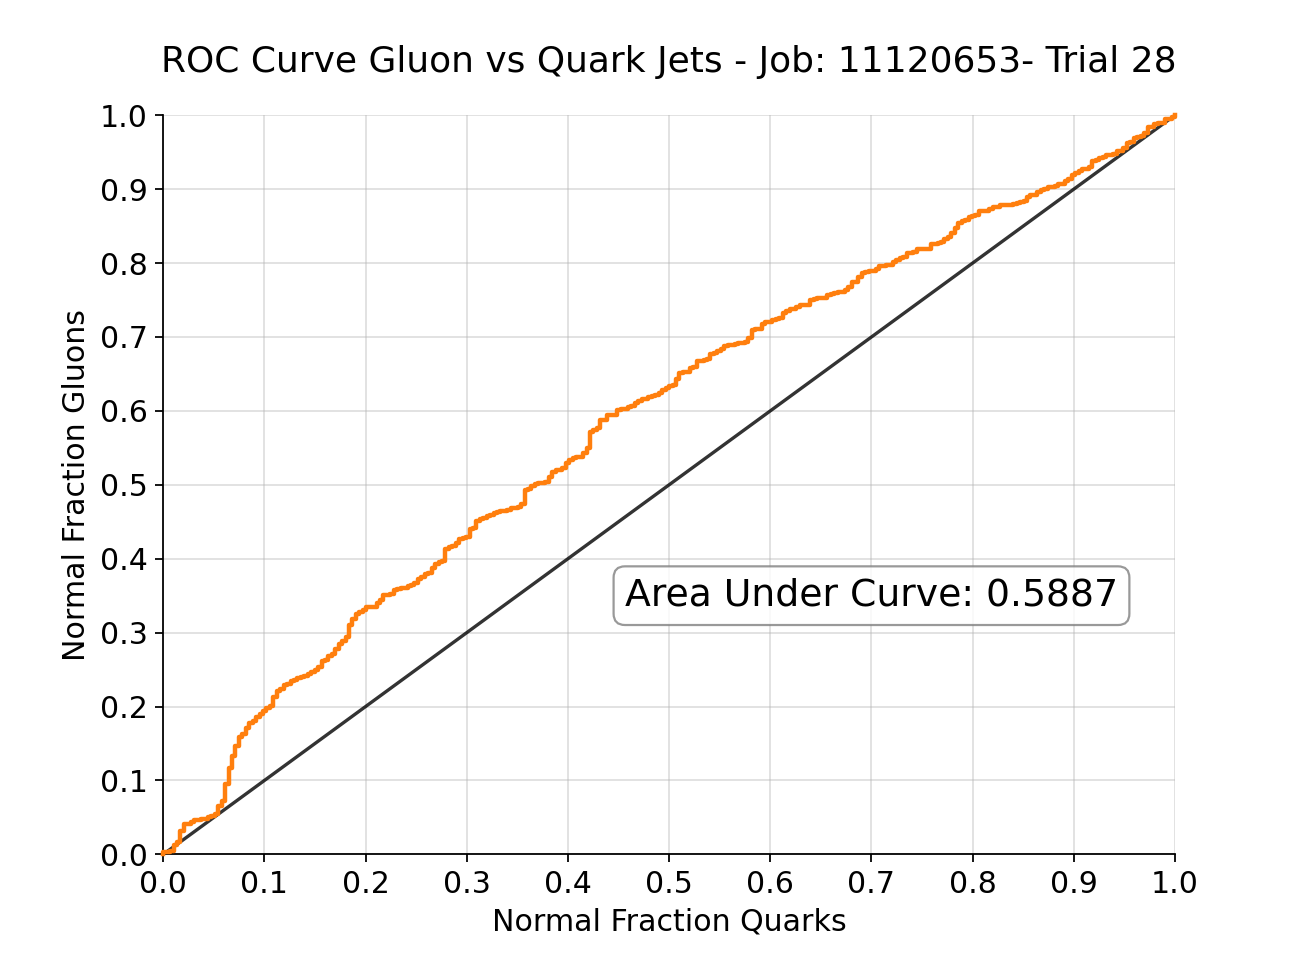 ROC Curve Gluon vs Quark Jets - Job: 11120653- Trial 28
1.0
0.9
0.8
0.7
0.6
0.5
0.4
0.3
0.2
0.1
0.0
Normal Fraction Gluons
Area Under Curve: 0.5887
0.0 0.1 0.2 0.3 0.4 0.5 0.6 0.7 0.8 0.9 1.0
Normal Fraction Quarks